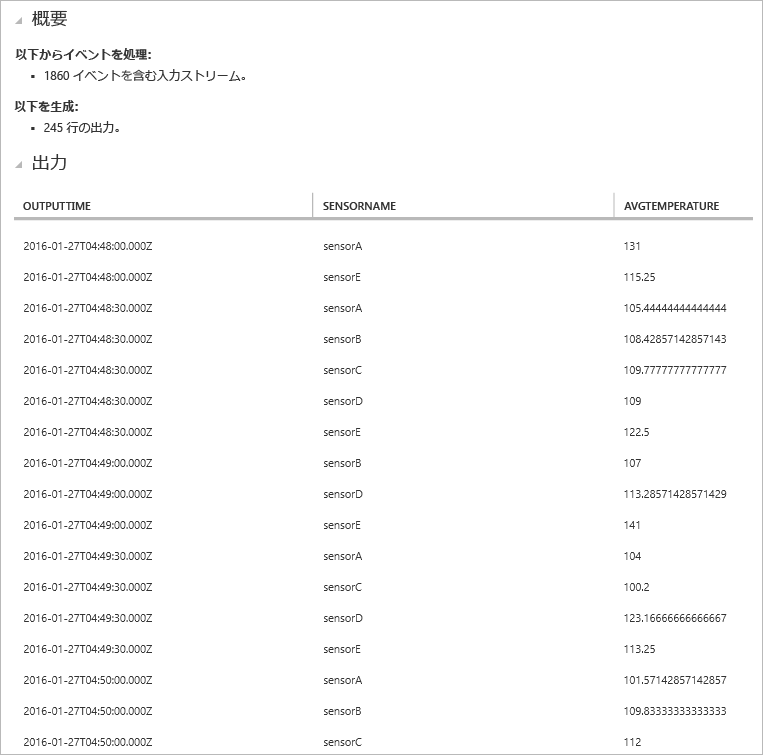 概要
以下からイベントを処理:
▪ 1860 イベントを含む入力ストリーム。
以下を生成:
▪ 245 行の出力。
出力
OUTPUTTIME SENSORNAME AVGTEMPERATURE
2016-01-27T04:48:00.000Z sensorA 131
2016-01-27T04:48:00.000Z sensorE 115.25
2016-01-27T04:48:30.000Z sensorA 105.44444444444444
2016-01-27T04:48:30.000Z sensorB 108.42857142857143
2016-01-27T04:48:30.000Z sensorC 109.77777777777777
2016-01-27T04:48:30.000Z sensorD 109
2016-01-27T04:48:30.000Z sensorE 122.5
2016-01-27T04:49:00.000Z sensorB 107
2016-01-27T04:49:00.000Z sensorD 113.28571428571429
2016-01-27T04:49:00.000Z sensorE 141
2016-01-27T04:49:30.000Z sensorA 104
2016-01-27T04:49:30.000Z sensorC 100.2
2016-01-27T04:49:30.000Z sensorD 123.16666666666667
2016-01-27T04:49:30.000Z sensorE 113.25
2016-01-27T04:50:00.000Z sensorA 101.57142857142857
2016-01-27T04:50:00.000Z sensorB 109.83333333333333
2016-01-27T04:50:00.000Z sensorC 112